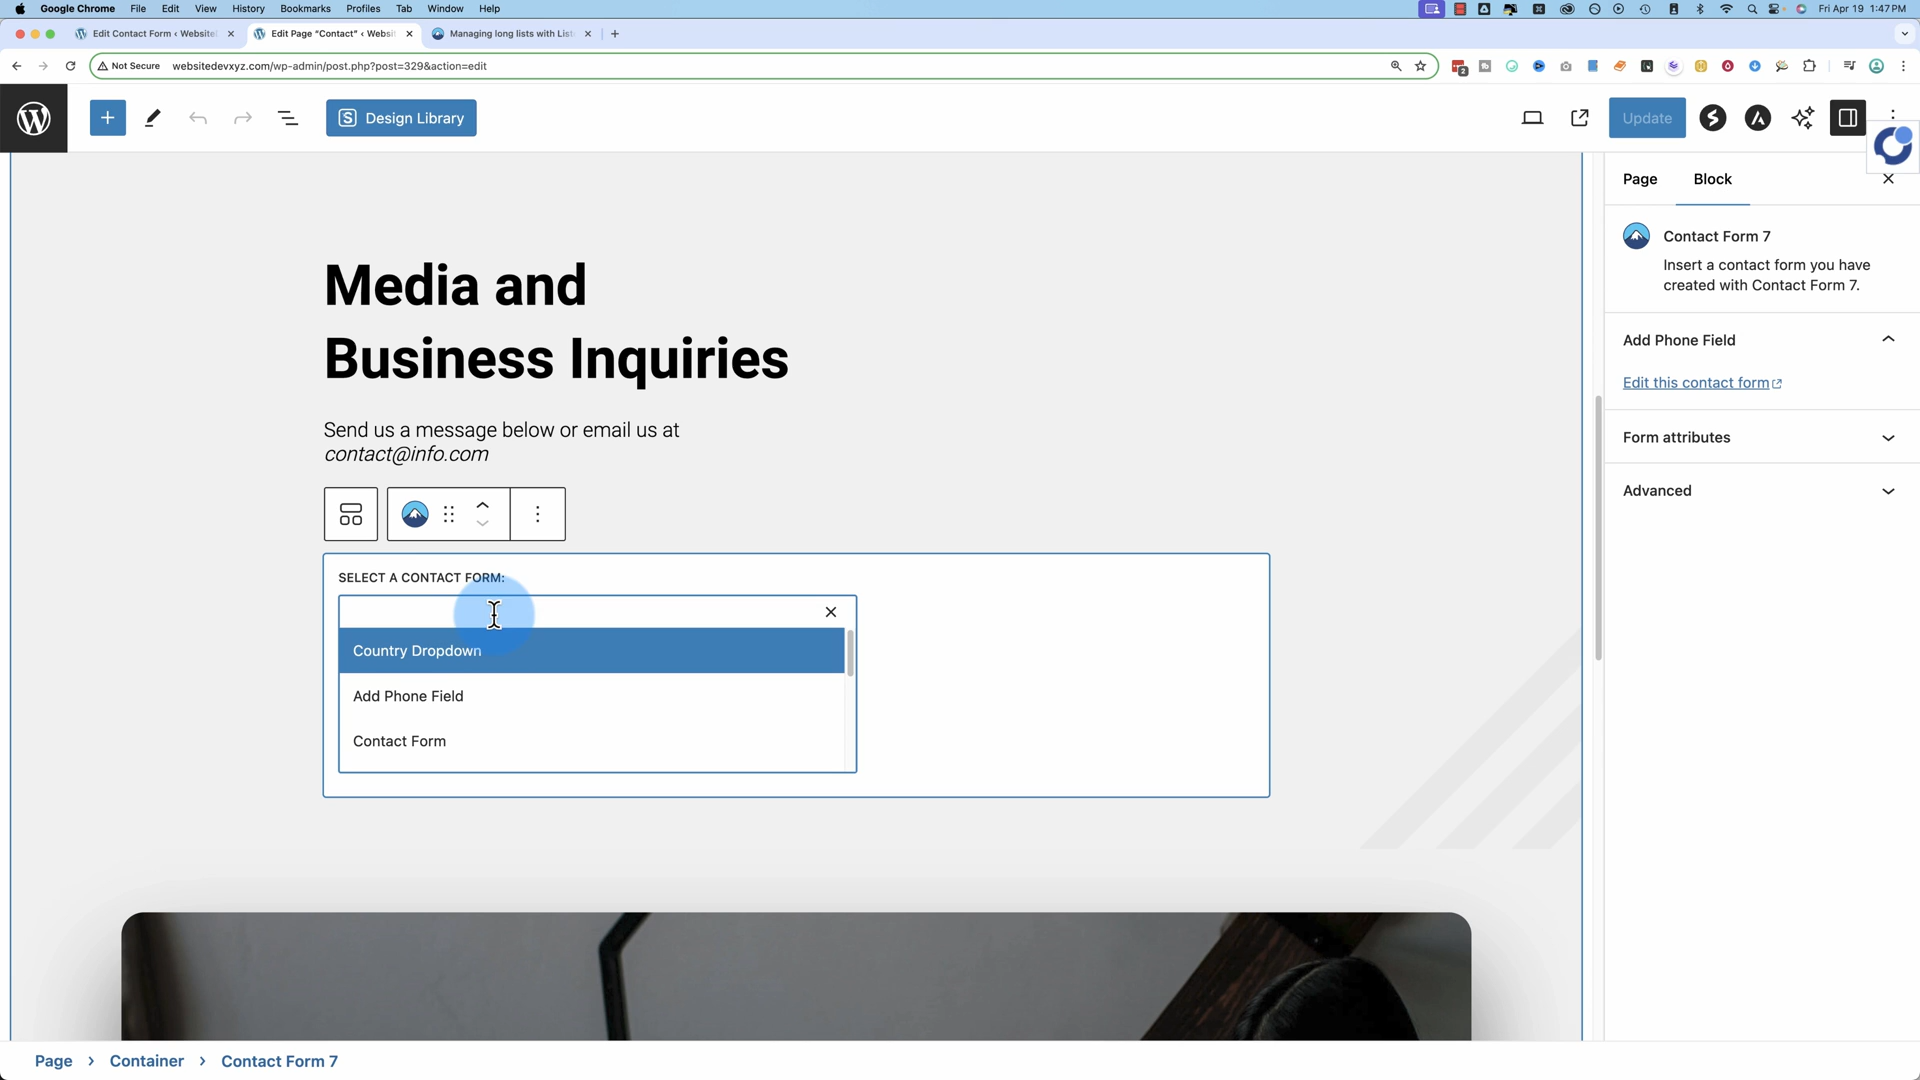 Google Chrome File Edit View History Bookmarks Profiles Tab Window Help Fri Apr 19 1:47 PM
Edit Contact Form ‹ Website Edit Page “Contact” ‹ Websi Managing long lists with List
Not Secure websitedevxyz.com/wp-admin/post.php?post=329&action=edit
2
Design Library
Update
Page Block
Contact Form 7
Insert a contact form you have
created with Contact Form 7.
Add Phone Field
Edit this contact form
Form attributes
Advanced
Media and
Business Inquiries
Send us a message below or email us at
contact@info.com
SELECT A CONTACT FORM:
Country Dropdown
Add Phone Field
Contact Form
Page › Container › Contact Form 7